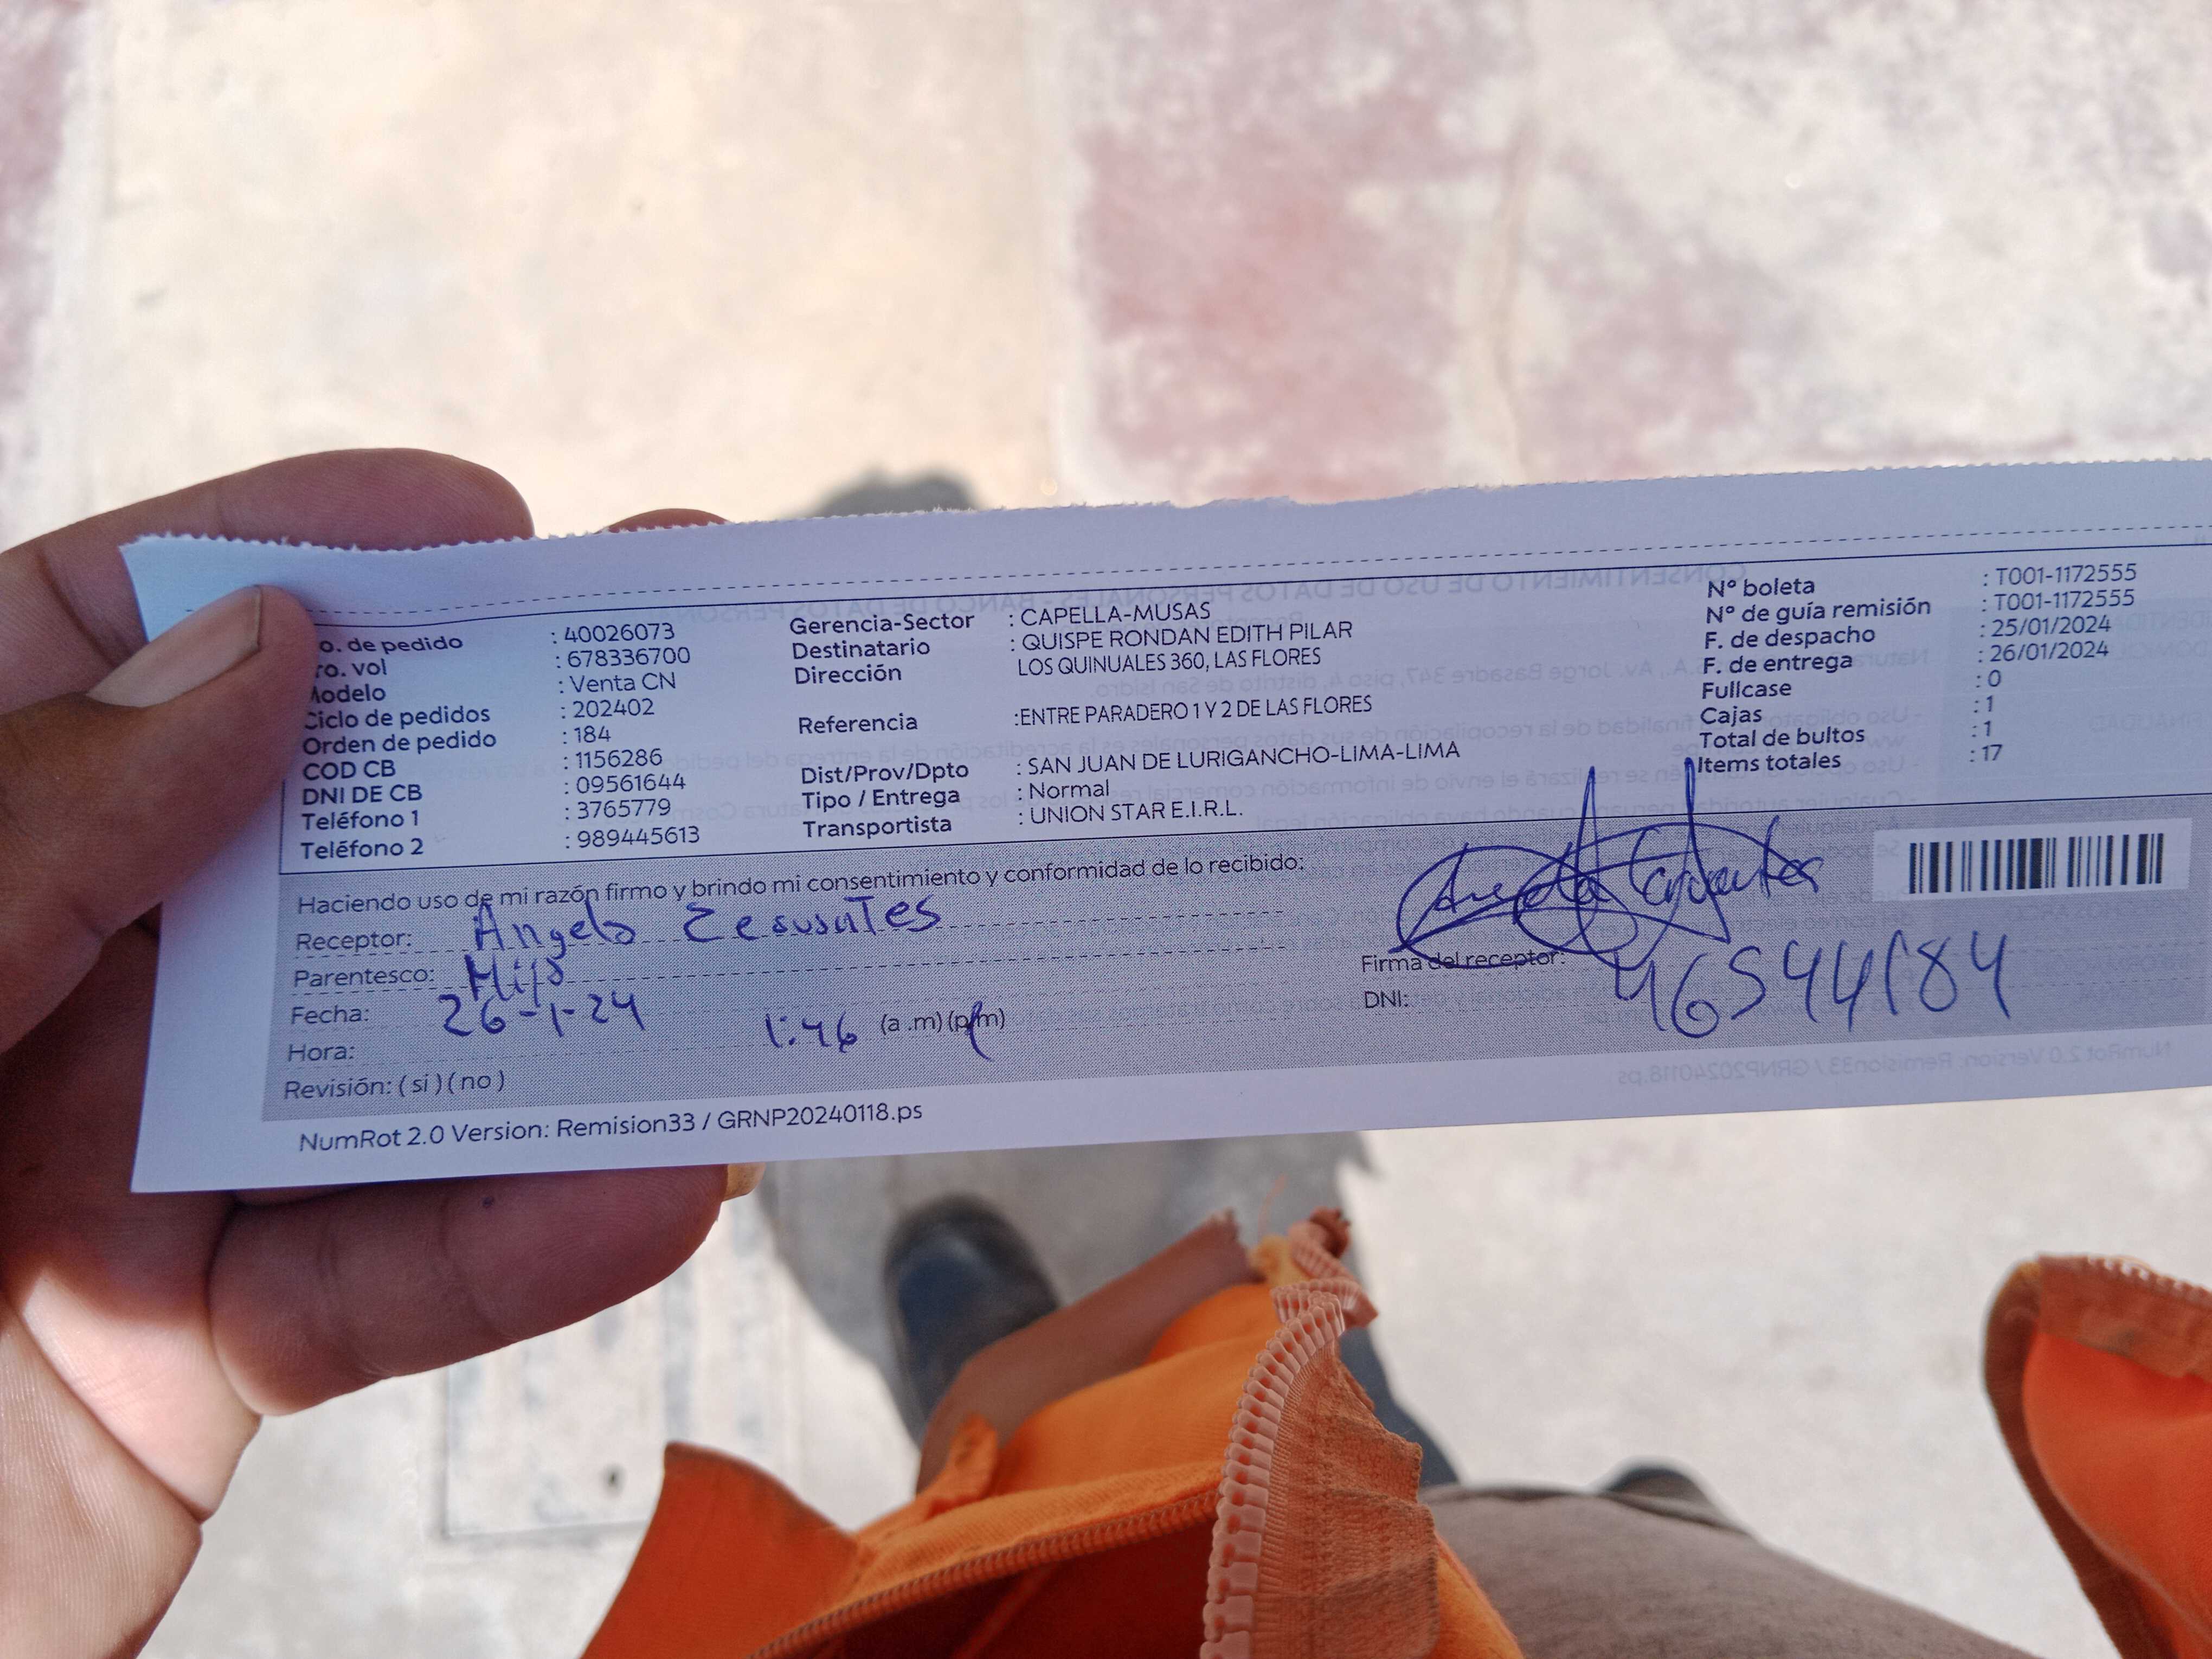 o. de pedido : 40026073
ro. vol : 678336700
Modelo : Venta CN
Ciclo de pedidos : 202402
Orden de pedido : 184
COD CB : 1156286
DNI DE CB : 09561644
Teléfono 1 : 3765779
Teléfono 2 : 989445613
Gerencia-Sector : CAPELLA-MUSAS
Destinatario : QUISPE RONDAN EDITH PILAR
Dirección LOS QUINUALES 360, LAS FLORES
Referencia :ENTRE PARADERO 1 Y 2 DE LAS FLORES
Dist/Prov/Dpto : SAN JUAN DE LURIGANCHO-LIMA-LIMA
Tipo / Entrega : Normal
Transportista : UNION STAR E.I.R.L.
Nº boleta : T001-1172555
Nº de guía remisión : T001-1172555
F. de despacho : 25/01/2024
F. de entrega : 26/01/2024
Fullcase : 0
Cajas : 1
Total de bultos : 1
Items totales : 17
Haciendo uso de mi razón firmo y brindo mi consentimiento y conformidad de lo recibido:
Receptor: Angelo
Parentesco: Hijo
Fecha: 26-1-24
Hora: 1:46 (a .m) (p.m)
Revisión: ( si ) ( no )
Firma del receptor:
DNI: 46544184
NumRot 2.0 Version: Remision33 / GRNP20240118.ps